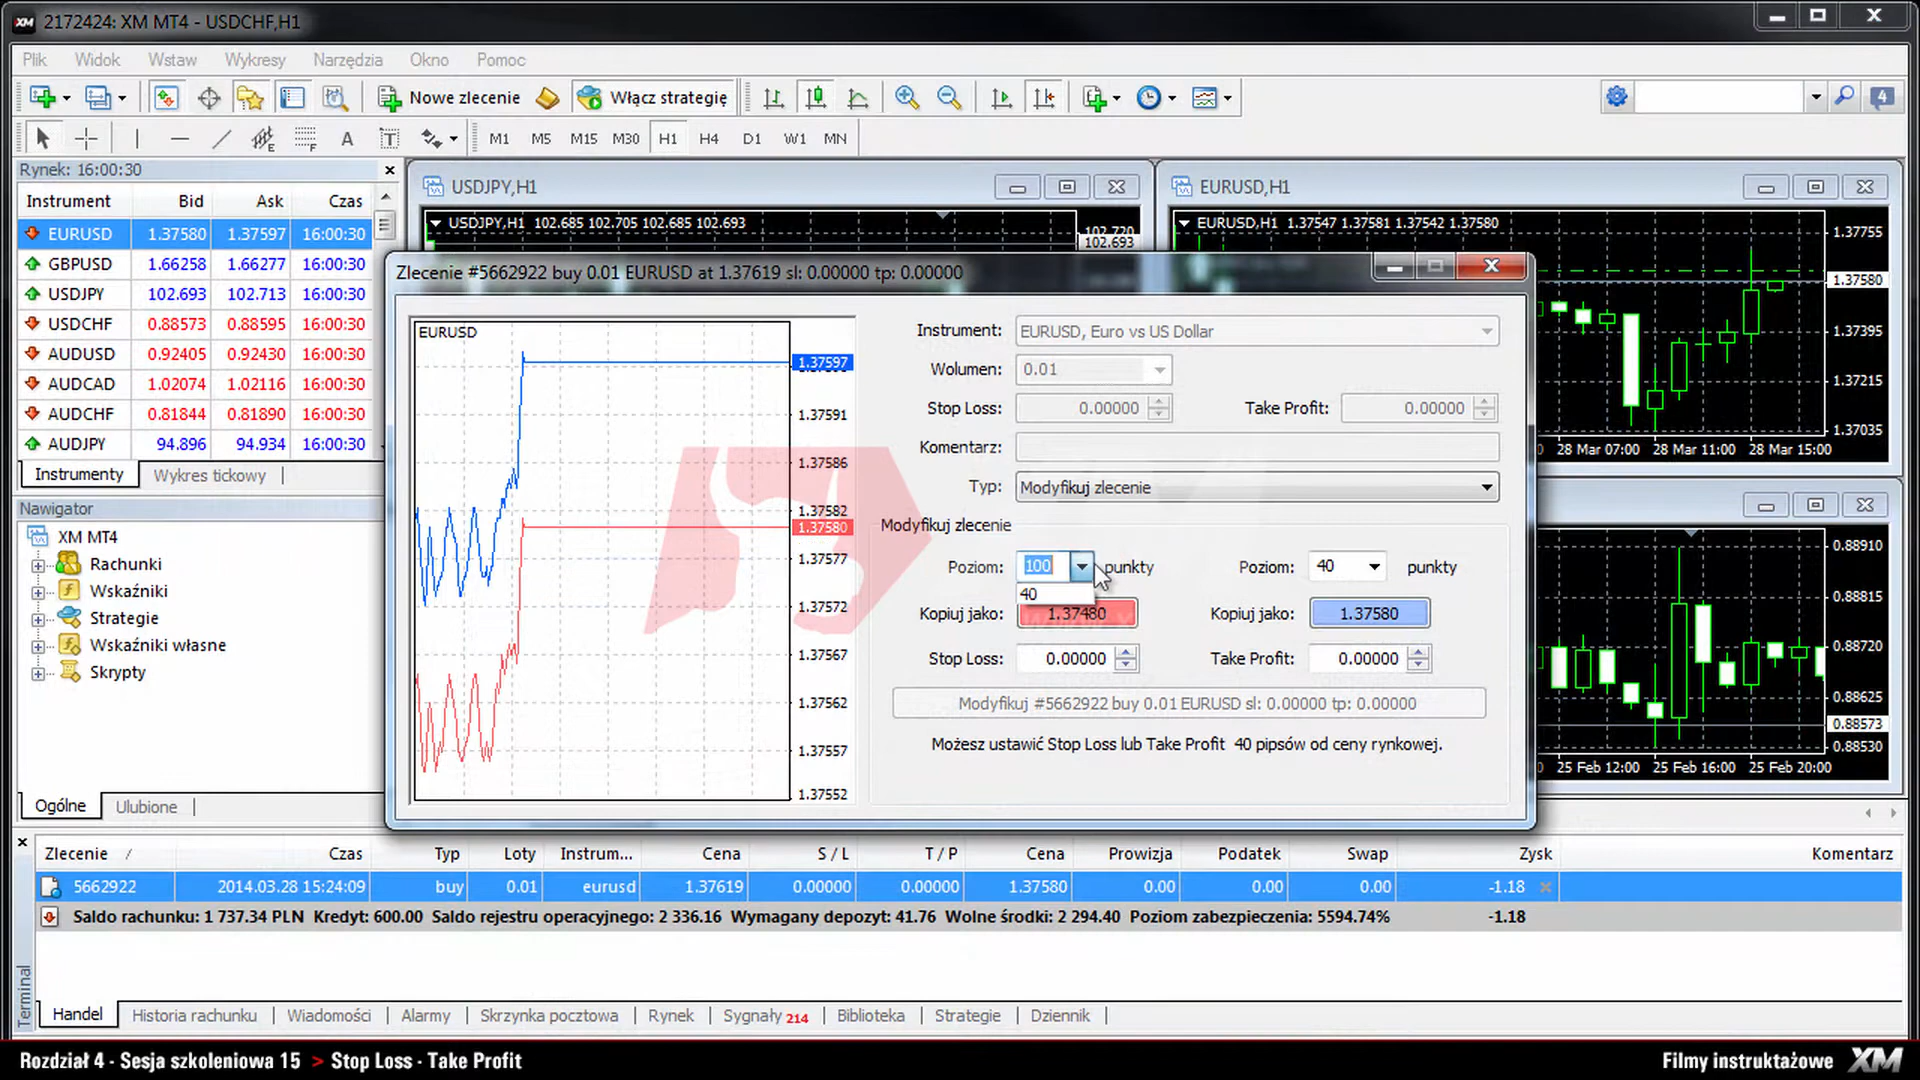 XM 2172424: XM MT4 - USDCHF,H1
Plik Widok Wstaw Wykresy Narzędzia Okno Pomoc
Nowe zlecenie Włącz strategię 4
A T M1 M5 M15 M30 H1 H4 D1 W1 MN
Rynek: 16:00:30
Instrument Bid Ask Czas
EURUSD 1.37580 1.37597 16:00:30
GBPUSD 1.66258 1.66277 16:00:30
USDJPY 102.693 102.713 16:00:30
USDCHF 0.88573 0.88595 16:00:30
AUDUSD 0.92405 0.92430 16:00:30
AUDCAD 1.02074 1.02116 16:00:30
AUDCHF 0.81844 0.81890 16:00:30
AUDJPY 94.896 94.934 16:00:30
Instrumenty Wykres tickowy
Nawigator
XM MT4
Rachunki
Wskaźniki
Strategie
Wskaźniki własne
Skrypty
Ogólne Ulubione
USDJPY,H1
USDJPY,H1 102.685 102.705 102.685 102.693
102.720
102.693
EURUSD,H1
EURUSD,H1 1.37547 1.37581 1.37542 1.37580
1.37755
1.37580
1.37395
1.37215
1.37035
28 Mar 07:00 28 Mar 11:00 28 Mar 15:00
0.88910
0.88815
0.88720
0.88625
0.88573
0.88530
25 Feb 12:00 25 Feb 16:00 25 Feb 20:00
Zlecenie #5662922 buy 0.01 EURUSD at 1.37619 sl: 0.00000 tp: 0.00000
EURUSD
1.37597
1.37591
1.37586
1.37582
1.37580
1.37577
1.37572
1.37567
1.37562
1.37557
1.37552
Instrument: EURUSD, Euro vs US Dollar
Wolumen: 0.01
Stop Loss: 0.00000 Take Profit: 0.00000
Komentarz:
Typ: Modyfikuj zlecenie
Modyfikuj zlecenie
Poziom: 100 punkty Poziom: 40 punkty
40
Kopiuj jako: 1.37480 Kopiuj jako: 1.37580
Stop Loss: 0.00000 Take Profit: 0.00000
Modyfikuj #5662922 buy 0.01 EURUSD sl: 0.00000 tp: 0.00000
Możesz ustawić Stop Loss lub Take Profit 40 pipsów od ceny rynkowej.
Zlecenie / Czas Typ Loty Instrum... Cena S / L T / P Cena Prowizja Podatek Swap Zysk Komentarz
5662922 2014.03.28 15:24:09 buy 0.01 eurusd 1.37619 0.00000 0.00000 1.37580 0.00 0.00 0.00 -1.18
Saldo rachunku: 1 737.34 PLN Kredyt: 600.00 Saldo rejestru operacyjnego: 2 336.16 Wymagany depozyt: 41.76 Wolne środki: 2 294.40 Poziom zabezpieczenia: 5594.74% -1.18
Terminal
Handel Historia rachunku Wiadomości Alarmy Skrzynka pocztowa Rynek Sygnały 214 Biblioteka Strategie Dziennik
Rozdział 4 - Sesja szkoleniowa 15 > Stop Loss - Take Profit Filmy instruktażowe XM